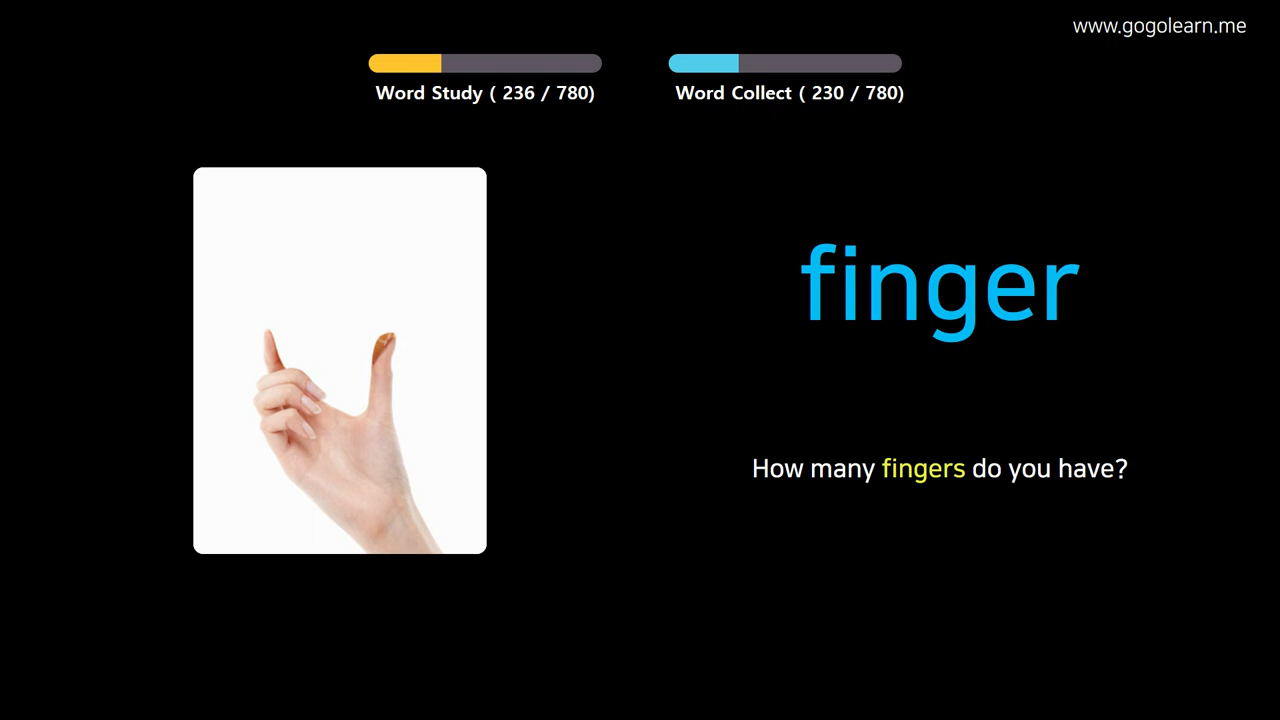 www.gogolearn.me
Word Study ( 236 / 780)
Word Collect ( 230 / 780)
finger
How many fingers do you have?